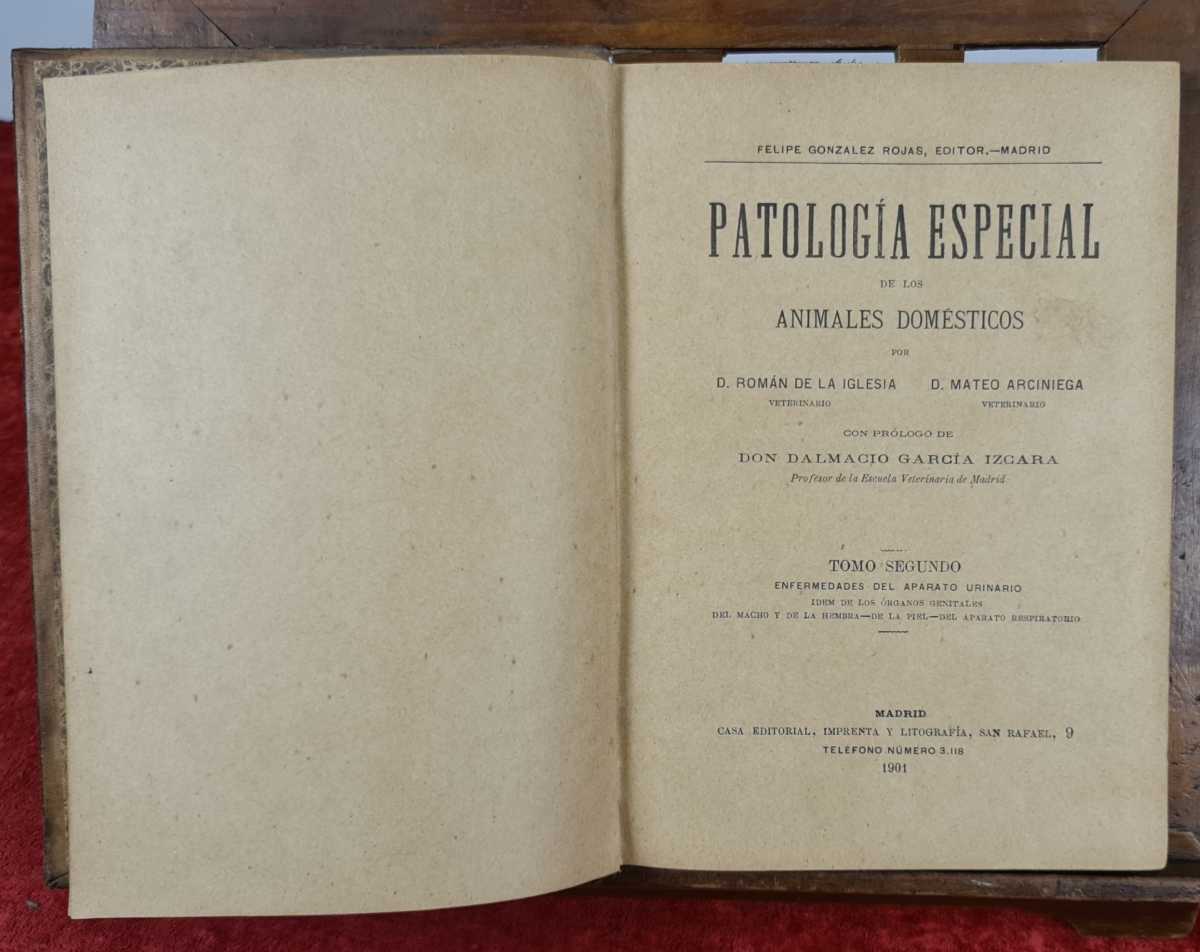 FELIPE GONZALEZ ROJAS, EDITOR.—MADRID
PATOLOGÍA ESPECIAL
DE LOS
ANIMALES DOMÉSTICOS
POR
D. ROMÁN DE LA IGLESIA D. MATEO ARCINIEGA
VETERINARIO VETERINARIO
CON PRÓLOGO DE
DON DALMACIO GARCÍA IZCARA
Profesor de la Escuela Veterinaria de Madrid
TOMO SEGUNDO
ENFERMEDADES DEL APARATO URINARIO
IDEM DE LOS ÓRGANOS GENITALES
DEL MACHO Y DE LA HEMBRA—DE LA PIEL—DEL APARATO RESPIRATORIO
MADRID
CASA EDITORIAL, IMPRENTA Y LITOGRAFÍA, SAN RAFAEL, 9
TELÉFONO NÚMERO 3.118
1901